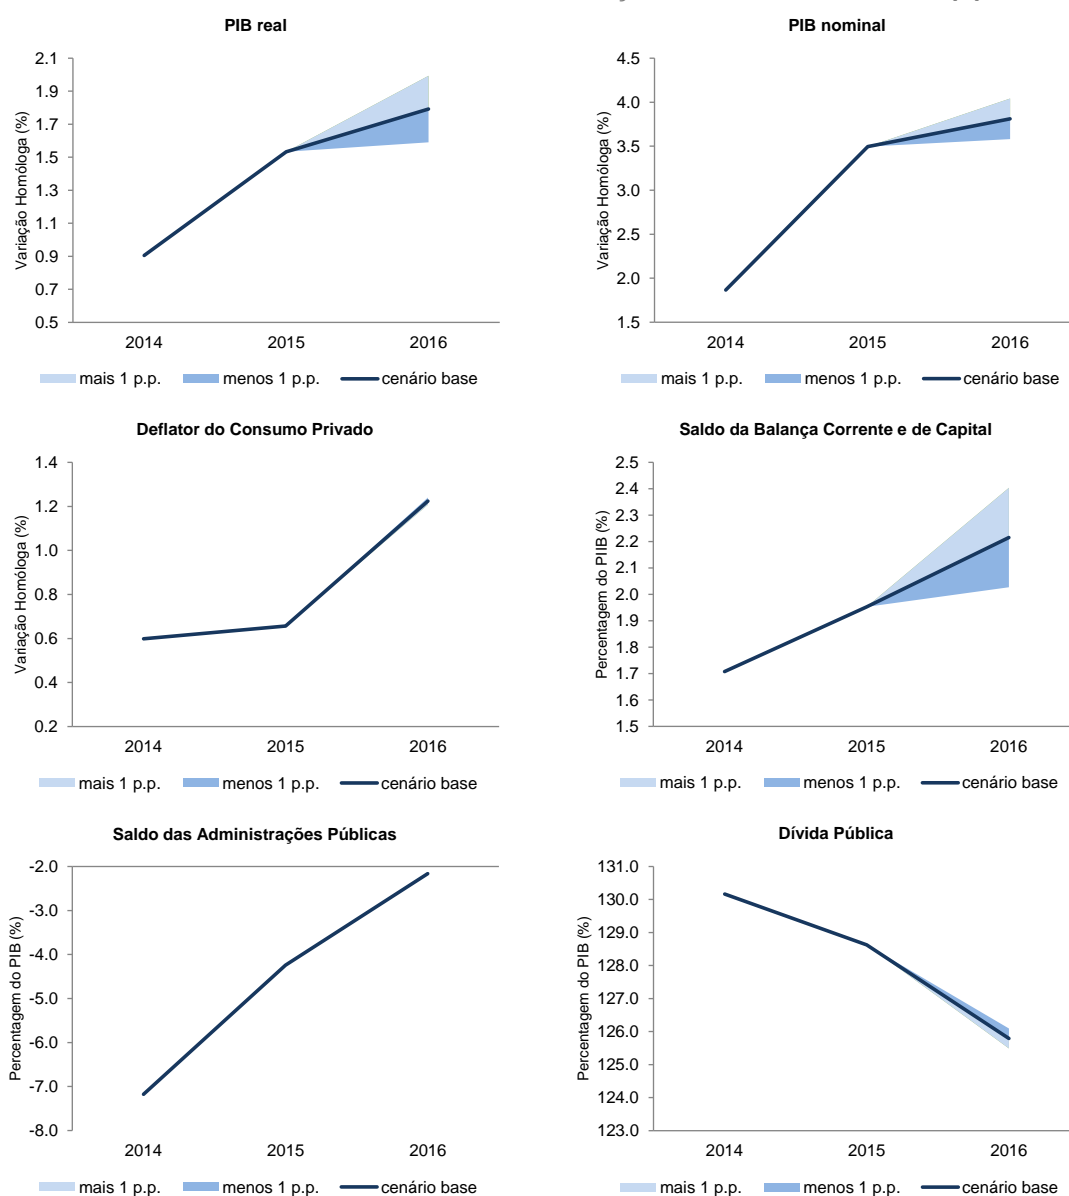 PIB real
Variação Homóloga (%)
2.1
1.9
1.7
1.5
1.3
1.1
0.9
0.7
0.5
2014 2015 2016
mais 1 p.p. menos 1 p.p. cenário base
PIB nominal
Variação Homóloga (%)
4.5
4.0
3.5
3.0
2.5
2.0
1.5
2014 2015 2016
mais 1 p.p. menos 1 p.p. cenário base
Deflator do Consumo Privado
Variação Homóloga (%)
1.4
1.2
1.0
0.8
0.6
0.4
0.2
2014 2015 2016
mais 1 p.p. menos 1 p.p. cenário base
Saldo da Balança Corrente e de Capital
Percentagem do PIIB (%)
2.5
2.4
2.3
2.2
2.1
2.0
1.9
1.8
1.7
1.6
1.5
2014 2015 2016
mais 1 p.p. menos 1 p.p. cenário base
Saldo das Administrações Públicas
Percentagem do PIB (%)
-2.0
-3.0
-4.0
-5.0
-6.0
-7.0
-8.0
2014 2015 2016
mais 1 p.p. menos 1 p.p. cenário base
Dívida Pública
Percentagem do PIB (%)
131.0
130.0
129.0
128.0
127.0
126.0
125.0
124.0
123.0
2014 2015 2016
mais 1 p.p. menos 1 p.p. cenário base